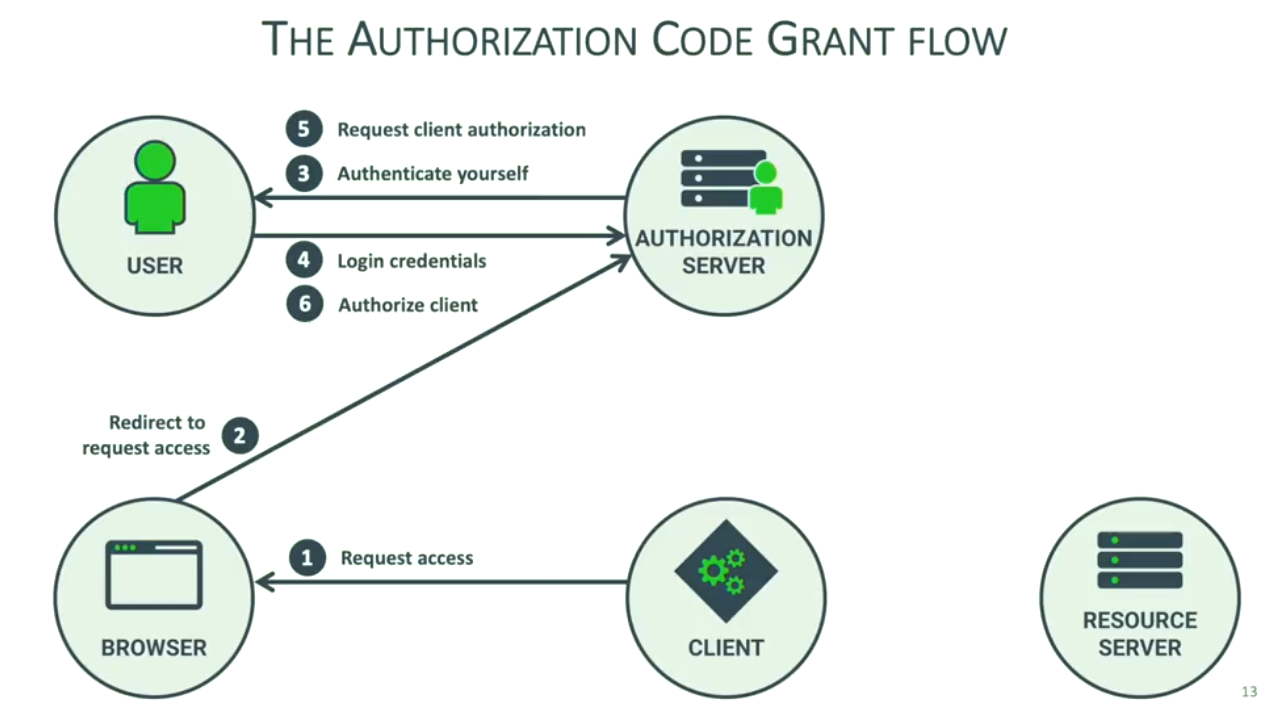 THE AUTHORIZATION CODE GRANT FLOW
5 Request client authorization
3 Authenticate yourself
USER
AUTHORIZATION
SERVER
4 Login credentials
6 Authorize client
Redirect to
request access
2
1 Request access
BROWSER
CLIENT
RESOURCE
SERVER
13